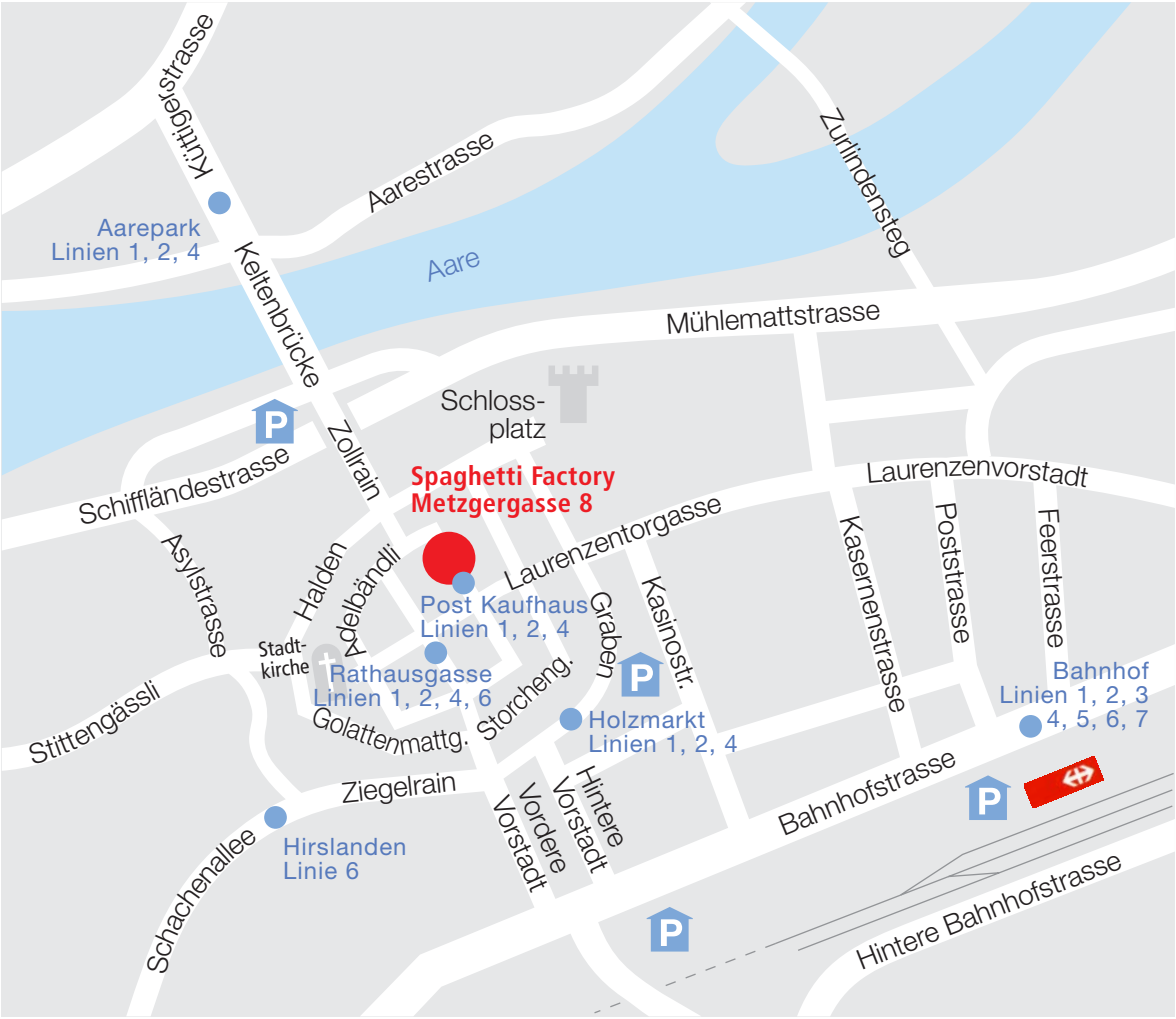 Küttigerstrasse
Aarestrasse
Zurlindensteg
Aarepark
Linien 1, 2, 4
Keltenbrücke
Aare
Mühlemattstrasse
Schloss-
platz
P
Zollrain
Schiffländestrasse
Spaghetti Factory
Metzgergasse 8
Laurenzenvorstadt
Laurenzentorgasse
Asylstrasse
Halden
Adelbändli
Post Kaufhaus
Linien 1, 2, 4
Graben
Kasinostr.
Kasernenstrasse
Poststrasse
Feerstrasse
Stadt-
kirche
Rathausgasse
Linien 1, 2, 4, 6
P
Bahnhof
Linien 1, 2, 3
4, 5, 6, 7
Stittengässli
Golattenmattg.
Storcheng.
Holzmarkt
Linien 1, 2, 4
Ziegelrain
Vordere
Vorstadt
Hintere
Vorstadt
Bahnhofstrasse
P
Hirslanden
Linie 6
Schachenallee
P
Hintere Bahnhofstrasse